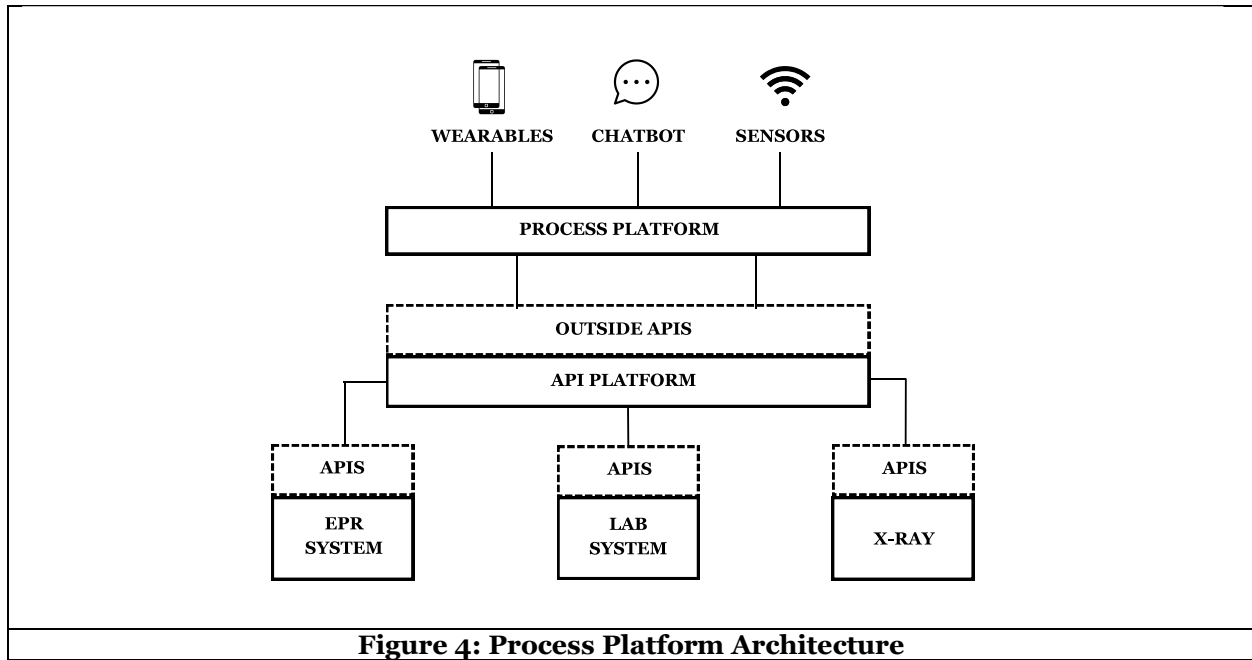 WEARABLES CHATBOT SENSORS
PROCESS PLATFORM
OUTSIDE APIS
API PLATFORM
APIS APIS APIS
EPR LAB X-RAY
SYSTEM SYSTEM
Figure 4: Process Platform Architecture